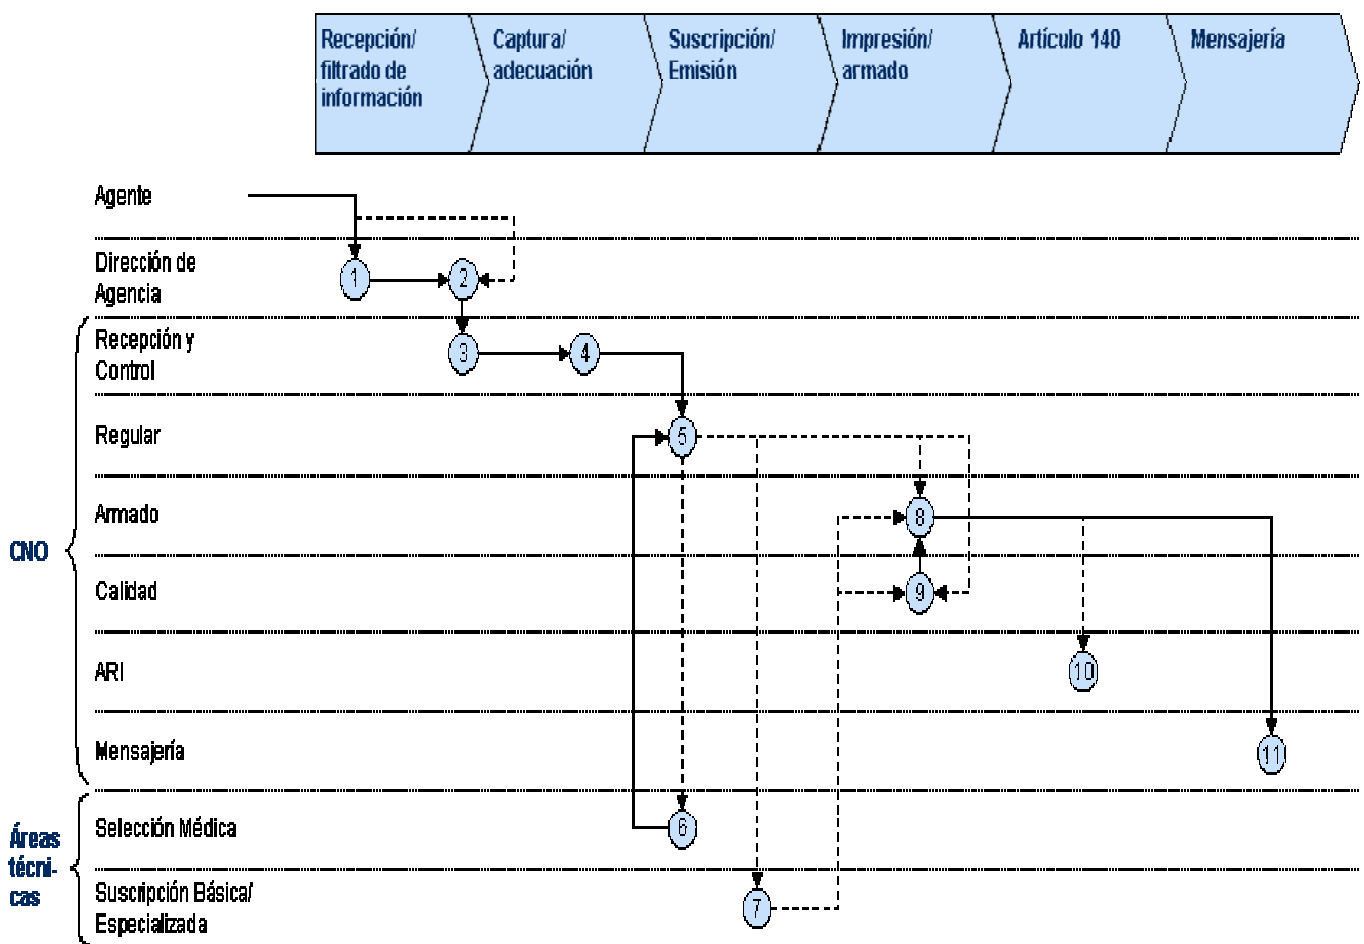 Recepción/
filtrado de
información
Captura/
adecuación
Suscripción/
Emisión
Impresión/
armado
Artículo 140
Mensajería
Agente
Dirección de
Agencia
1
2
Recepción y
Control
3
4
Regular
5
Armado
8
CNO
Calidad
9
ARI
10
Mensajería
11
Áreas
técni-
cas
Selección Médica
6
Suscripción Básica/
Especializada
7